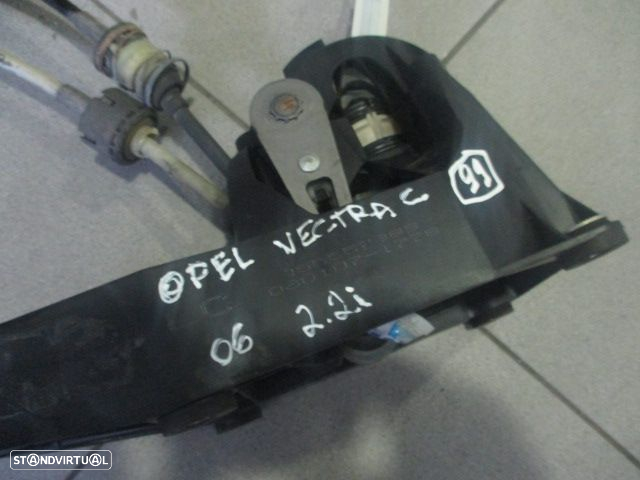 OPEL VECTRA C
99
06 2.2i
STANDVIRTUAL